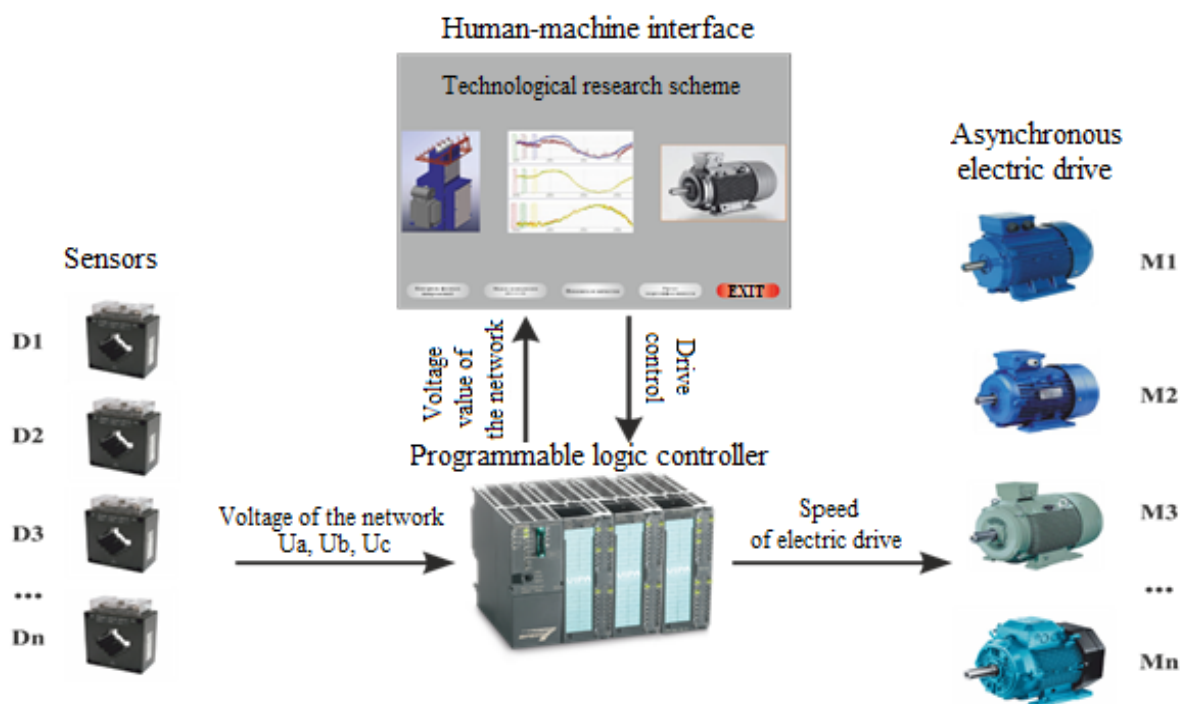 Human-machine interface
Technological research scheme
EXIT
Asynchronous
electric drive
Sensors
D1
D2
D3
...
Dn
Voltage
value of
the network
Drive
control
Programmable logic controller
Voltage of the network
Ua, Ub, Uc
Speed
of electric drive
M1
M2
M3
...
Mn